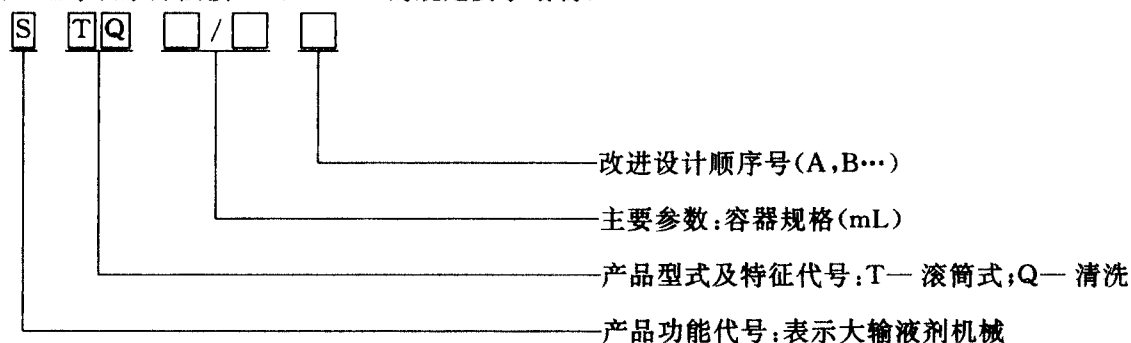 S TQ □/□ □
改进设计顺序号(A,B…)
主要参数:容器规格(mL)
产品型式及特征代号:T— 滚筒式;Q— 清洗
产品功能代号:表示大输液剂机械